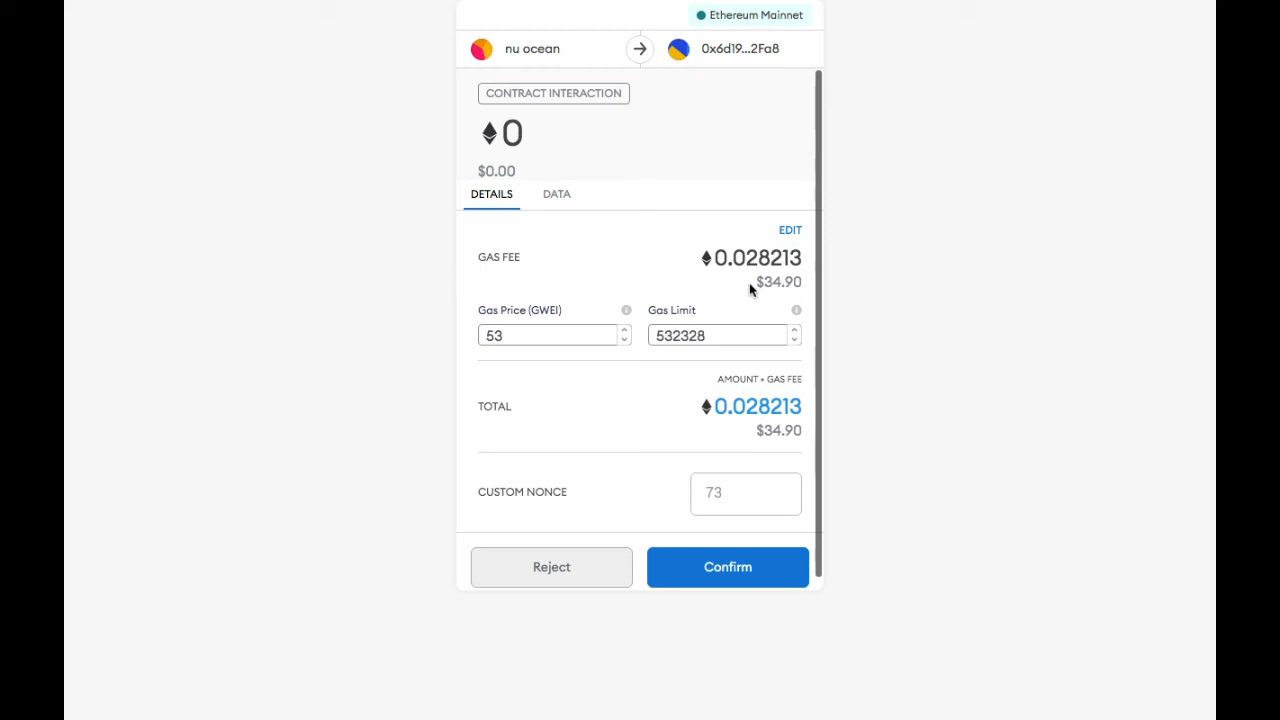 Ethereum Mainnet
nu ocean
0x6d19...2Fa8
CONTRACT INTERACTION
0
$0.00
DETAILS DATA
EDIT
GAS FEE 0.028213
$34.90
Gas Price (GWEI) Gas Limit
53 532328
AMOUNT + GAS FEE
TOTAL 0.028213
$34.90
CUSTOM NONCE 73
Reject Confirm